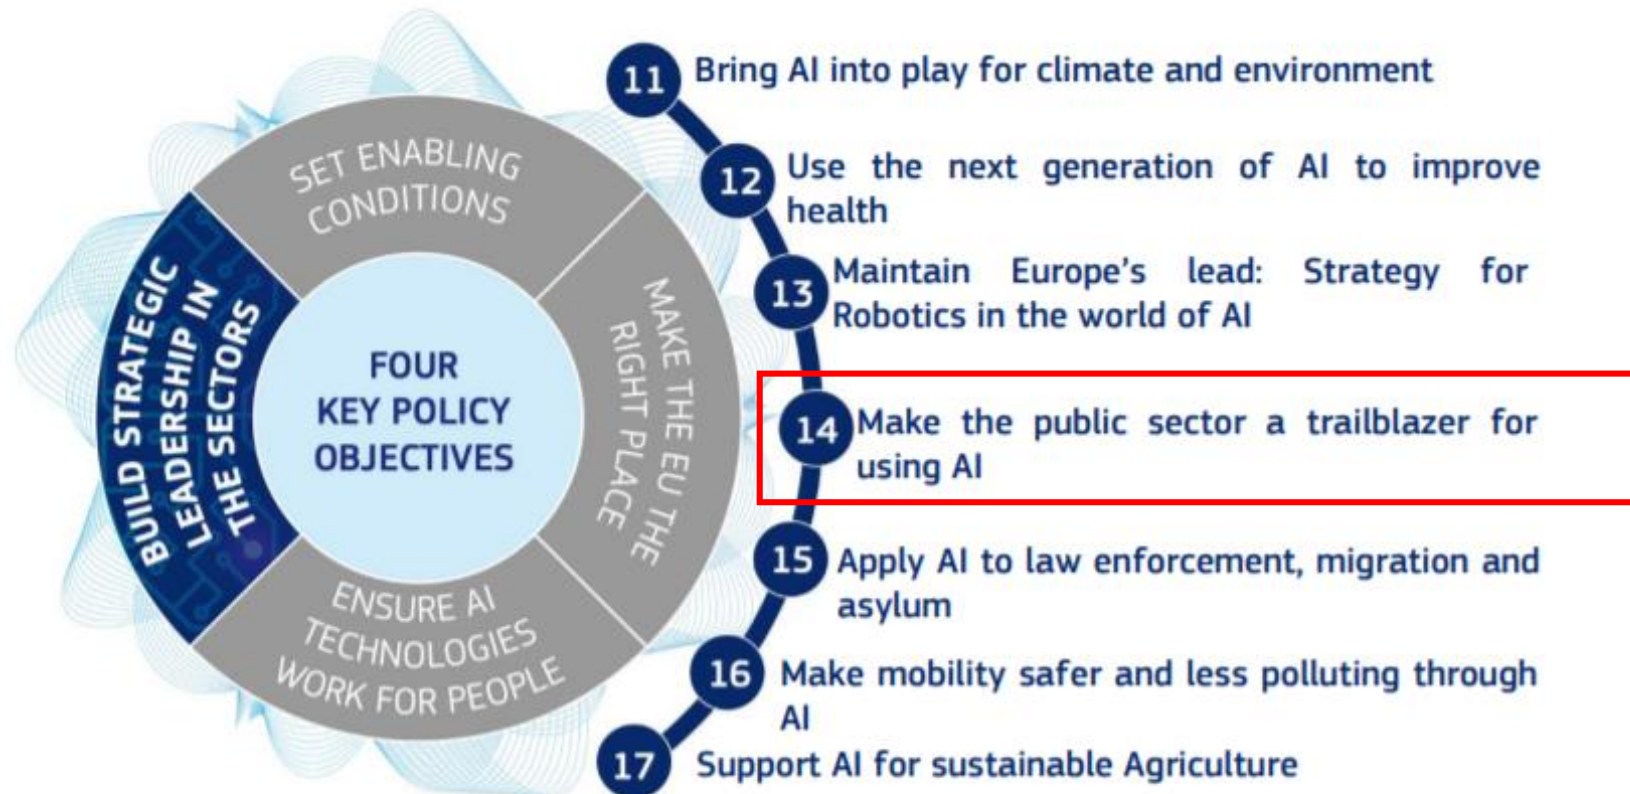 SET ENABLING
CONDITIONS
MAKE THE EU THE
RIGHT PLACE
ENSURE AI
TECHNOLOGIES
WORK FOR PEOPLE
BUILD STRATEGIC
LEADERSHIP IN
THE SECTORS
FOUR
KEY POLICY
OBJECTIVES
11 Bring AI into play for climate and environment
12 Use the next generation of AI to improve
health
13 Maintain Europe's lead: Strategy for
Robotics in the world of AI
14 Make the public sector a trailblazer for
using AI
15 Apply AI to law enforcement, migration and
asylum
16 Make mobility safer and less polluting through
AI
17 Support AI for sustainable Agriculture